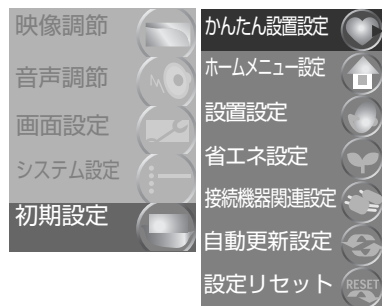 映像調節
音声調節
画面設定
システム設定
初期設定
かんたん設置設定
ホームメニュー設定
設置設定
省エネ設定
接続機器関連設定
自動更新設定
設定リセット
RESET